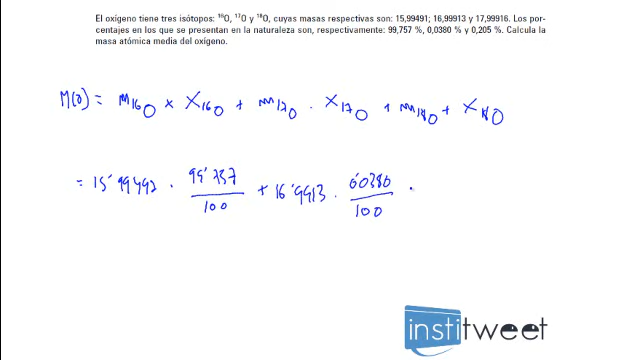 El oxígeno tiene tres isótopos: ¹⁶O, ¹⁷O y ¹⁸O, cuyas masas respectivas son: 15,99491; 16,99913 y 17,99916. Los por-
centajes en los que se presentan en la naturaleza son, respectivamente: 99,757 %, 0,0380 % y 0,205 %. Calcula la
masa atómica media del oxígeno.
M(O) = m16O × X16O + m17O · X17O + m18O + X18O
= 15'99492 · 99'757/100 + 16'9913 · 0'0380/100 ·
institweet